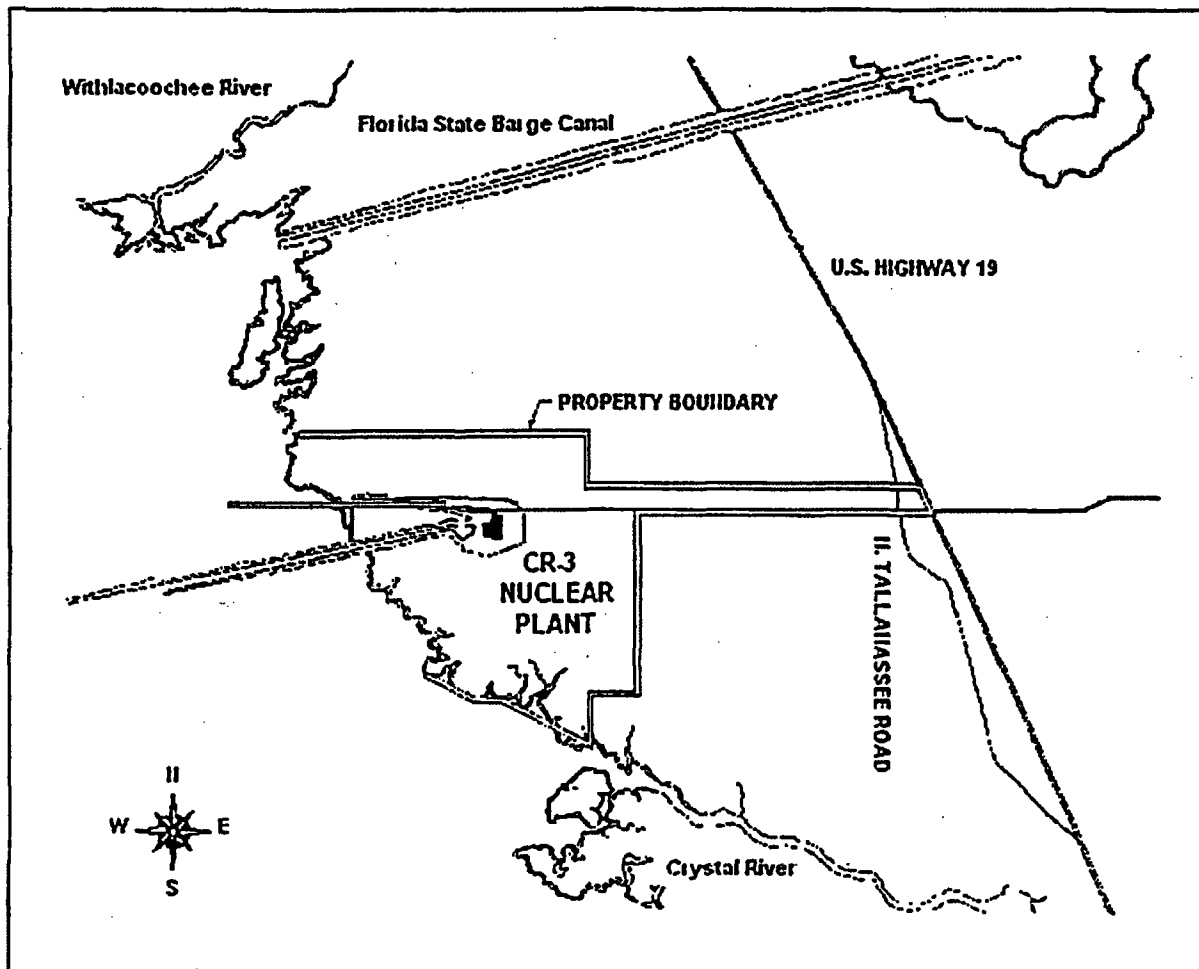 Withlacoochee River
Florida State Barge Canal
U.S. HIGHWAY 19
PROPERTY BOUNDARY
CR-3
NUCLEAR
PLANT
N. TALLAHASSEE ROAD
N
W
E
S
Crystal River